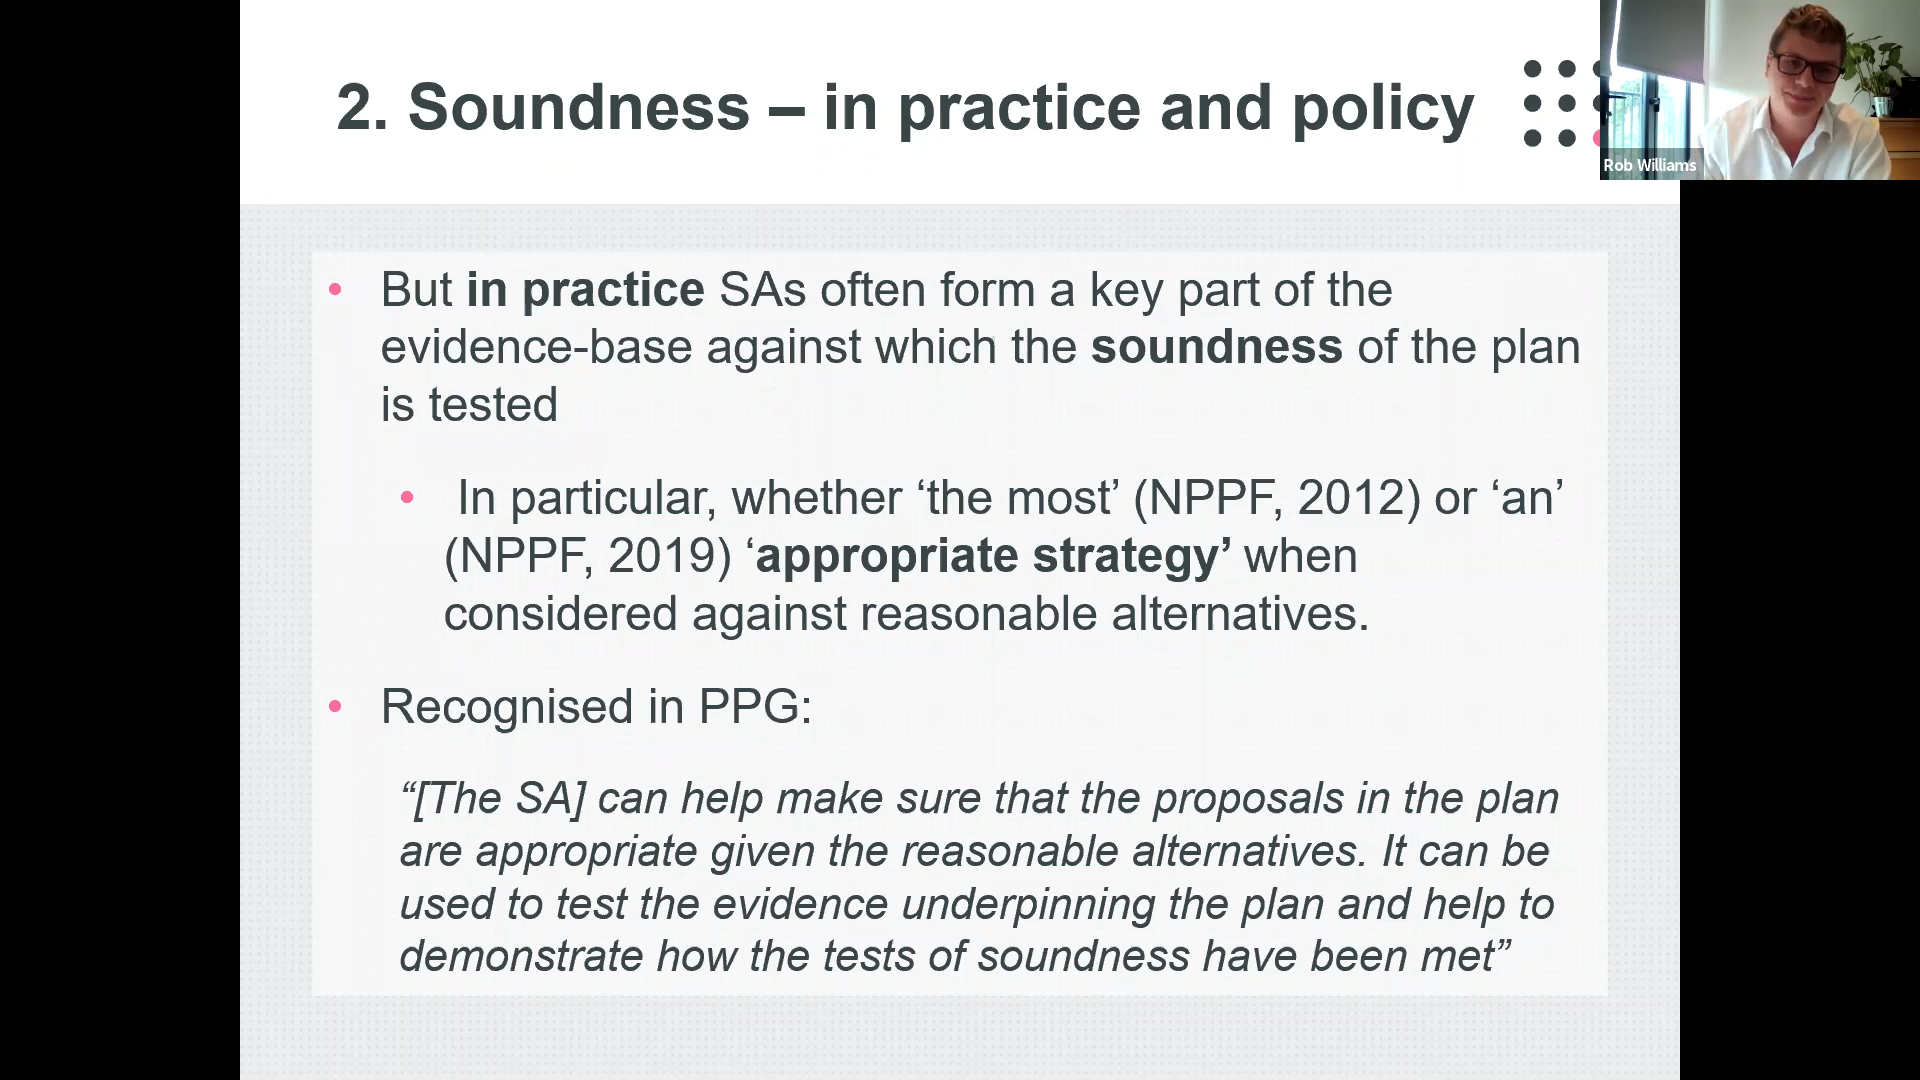 2. Soundness – in practice and policy
Rob Williams
• But in practice SAs often form a key part of the
evidence-base against which the soundness of the plan
is tested
• In particular, whether ‘the most’ (NPPF, 2012) or ‘an’
(NPPF, 2019) ‘appropriate strategy’ when
considered against reasonable alternatives.
• Recognised in PPG:
“[The SA] can help make sure that the proposals in the plan
are appropriate given the reasonable alternatives. It can be
used to test the evidence underpinning the plan and help to
demonstrate how the tests of soundness have been met”